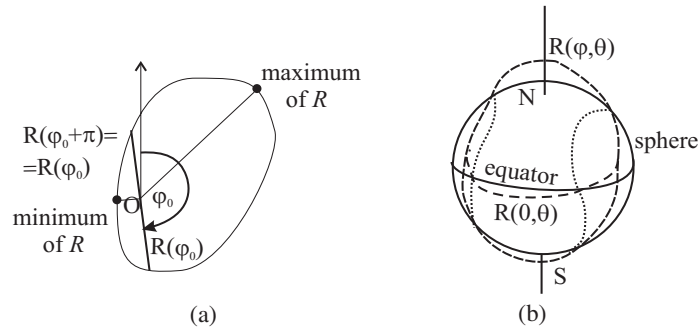 maximum
of R
R(φ₀+π)=
=R(φ₀)
O
φ₀
minimum
of R
R(φ₀)
(a)
R(φ,θ)
N
sphere
equator
R(0,θ)
S
(b)